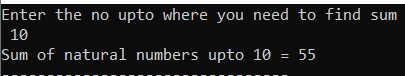 Enter the no upto where you need to find sum
10
Sum of natural numbers upto 10 = 55
--------------------------------